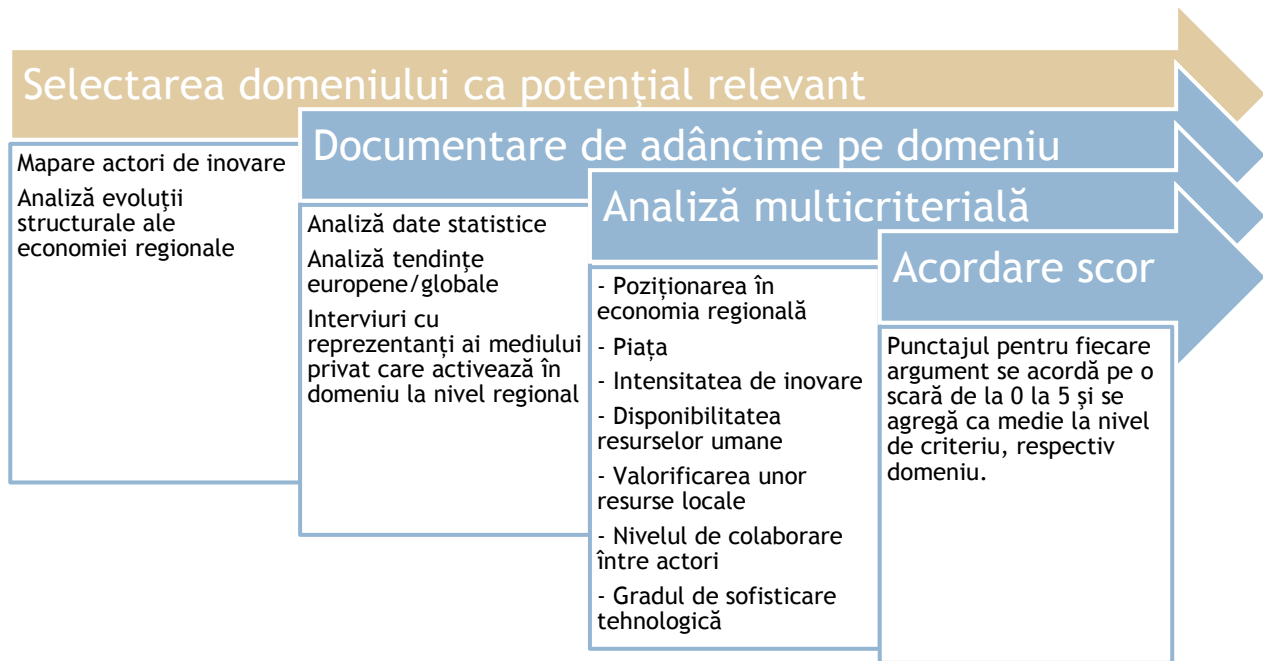 Selectarea domeniului ca potenţial relevant
Mapare actori de inovare
Analiză evoluţii
structurale ale
economiei regionale
Documentare de adâncime pe domeniu
Analiză date statistice
Analiză tendinţe
europene/globale
Interviuri cu
reprezentanți ai mediului
privat care activează în
domeniu la nivel regional
Analiză multicriterială
- Poziționarea în
economia regională
- Piața
- Intensitatea de inovare
- Disponibilitatea
resurselor umane
- Valorificarea unor
resurse locale
- Nivelul de colaborare
între actori
- Gradul de sofisticare
tehnologică
Acordare scor
Punctajul pentru fiecare
argument se acordă pe o
scară de la 0 la 5 şi se
agregă ca medie la nivel
de criteriu, respectiv
domeniu.